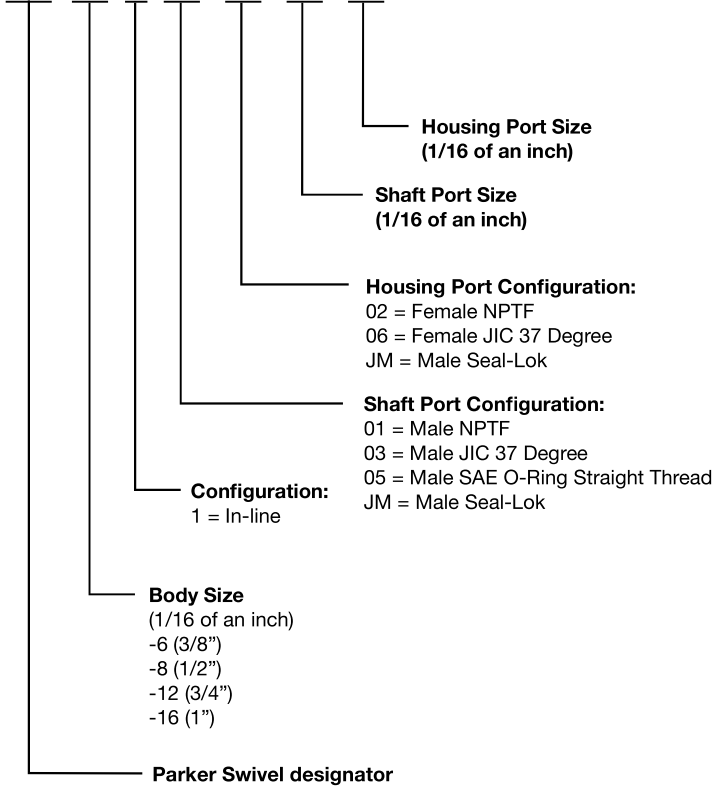 Housing Port Size
(1/16 of an inch)
Shaft Port Size
(1/16 of an inch)
Housing Port Configuration:
02 = Female NPTF
06 = Female JIC 37 Degree
JM = Male Seal-Lok
Shaft Port Configuration:
01 = Male NPTF
03 = Male JIC 37 Degree
05 = Male SAE O-Ring Straight Thread
JM = Male Seal-Lok
Configuration:
1 = In-line
Body Size
(1/16 of an inch)
-6 (3/8”)
-8 (1/2”)
-12 (3/4”)
-16 (1”)
Parker Swivel designator